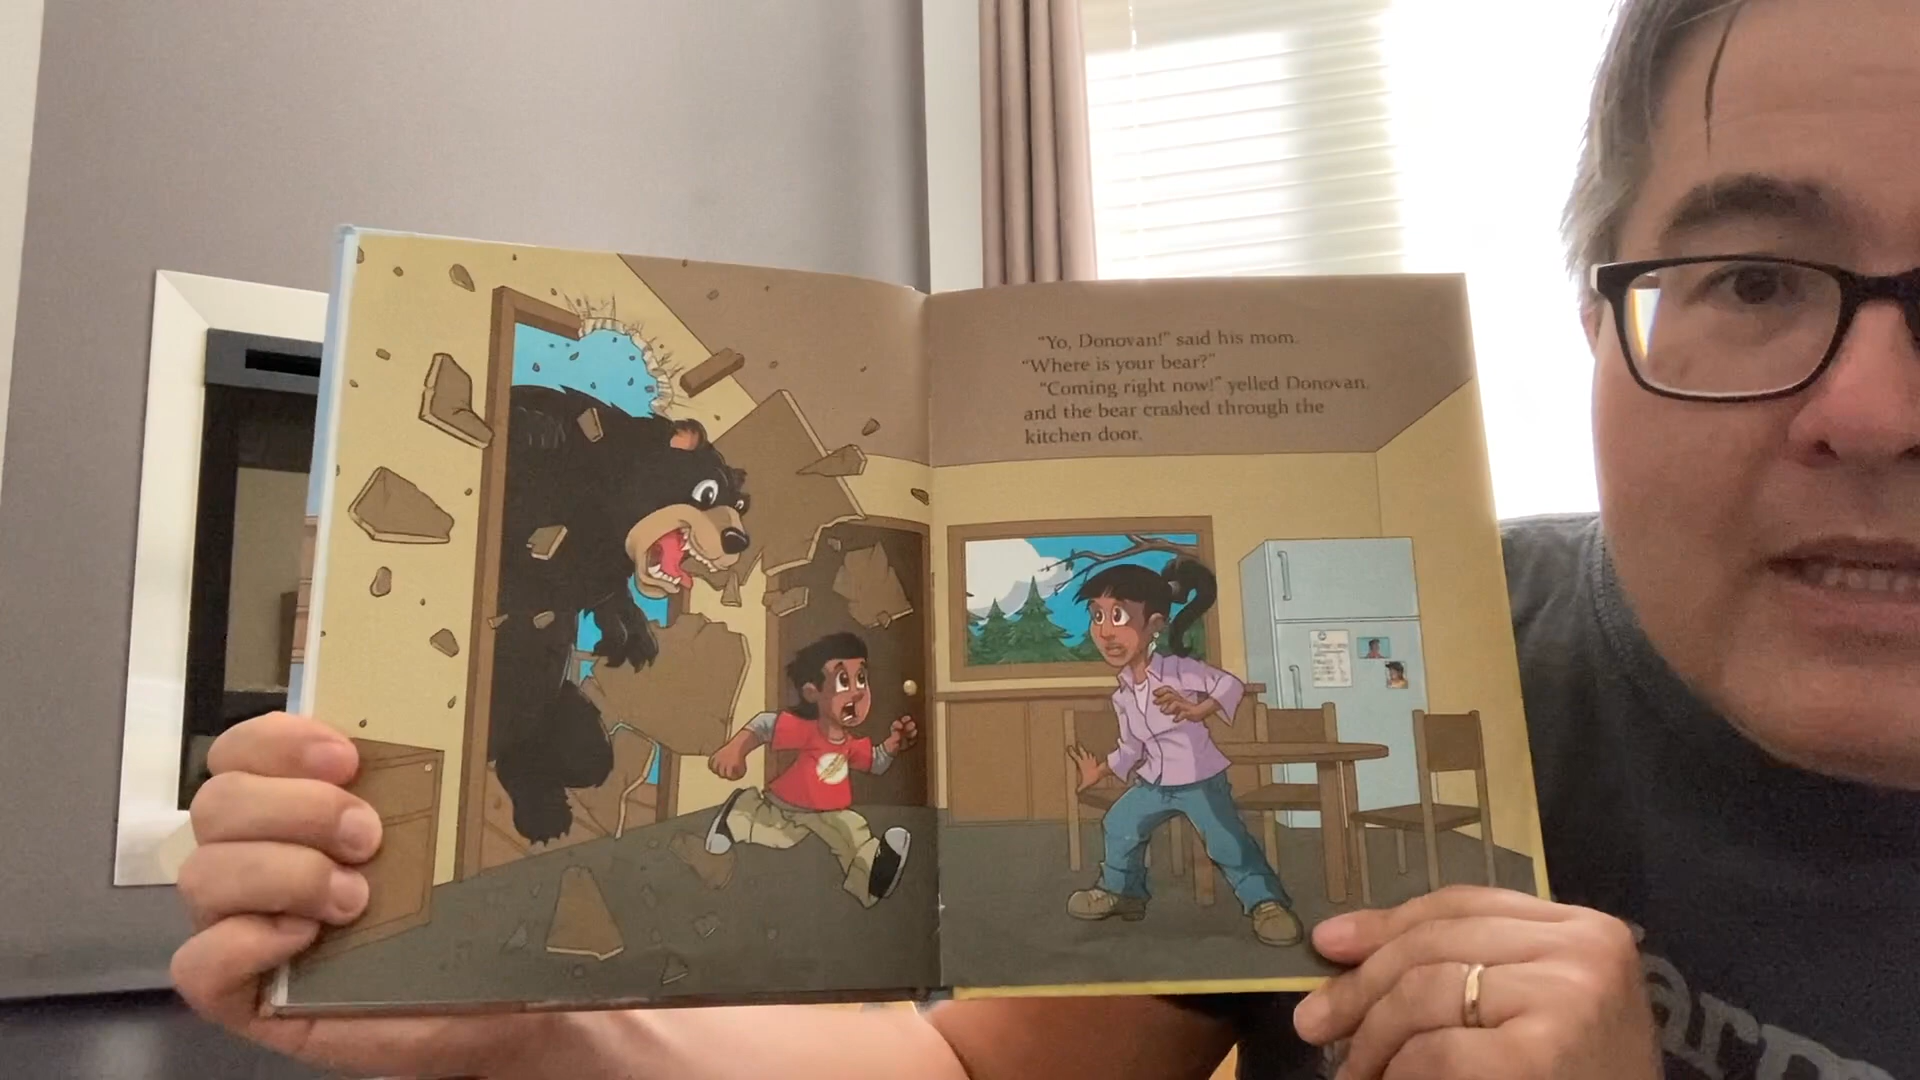 "Yo, Donovan!" said his mom.
"Where is your bear?"
"Coming right now!" yelled Donovan,
and the bear crashed through the
kitchen door.